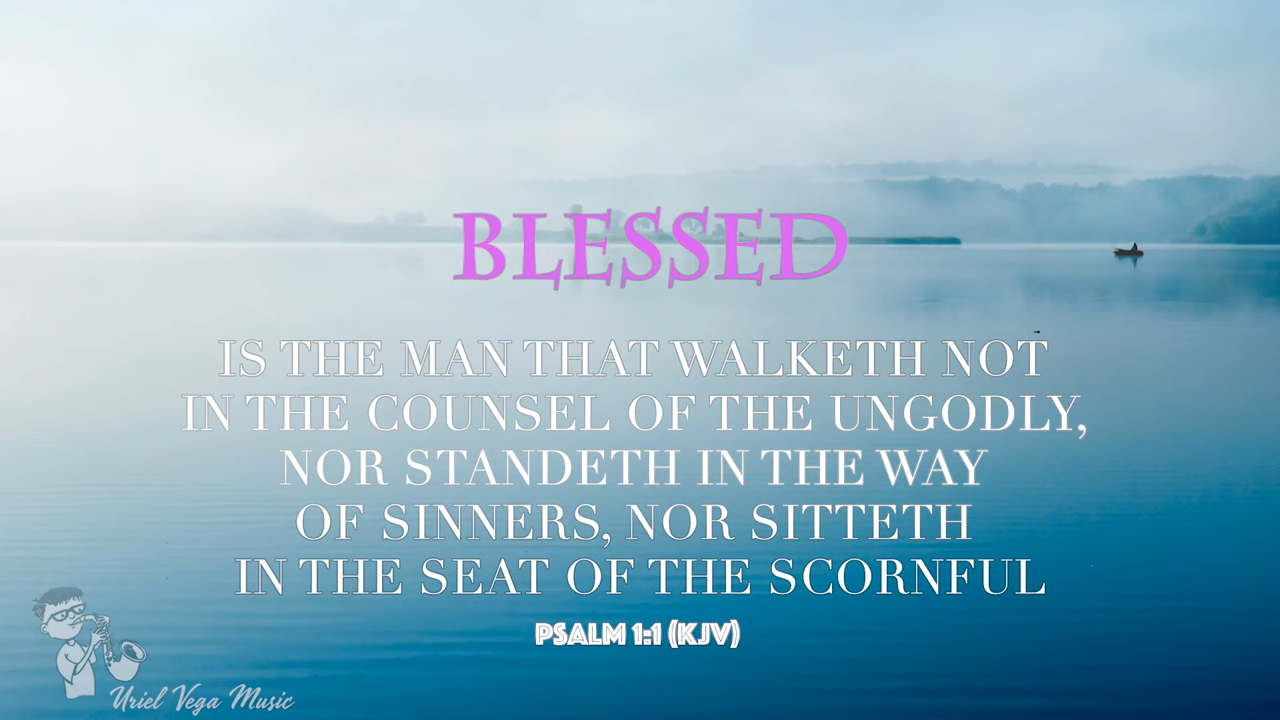 BLESSED
IS THE MAN THAT WALKETH NOT
IN THE COUNSEL OF THE UNGODLY,
NOR STANDETH IN THE WAY
OF SINNERS, NOR SITTETH
IN THE SEAT OF THE SCORNFUL
PSALM 1:1 (KJV)
Uriel Vega Music